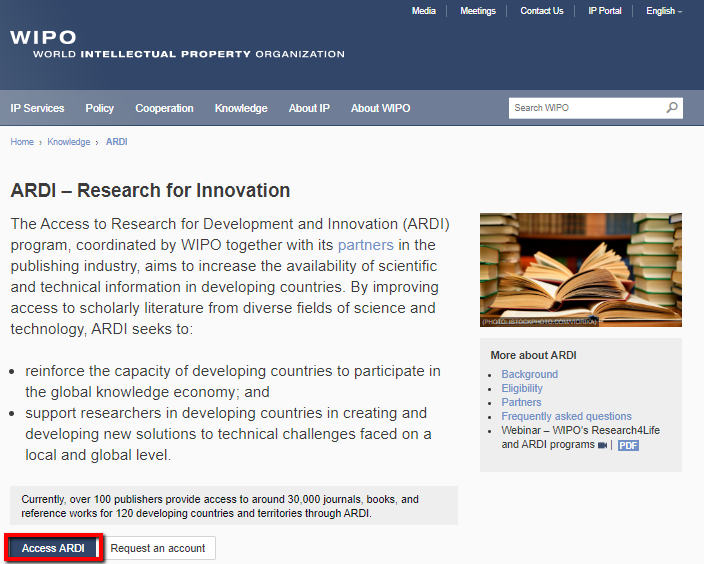 Media Meetings Contact Us IP Portal English
WIPO
WORLD INTELLECTUAL PROPERTY ORGANIZATION
IP Services Policy Cooperation Knowledge About IP About WIPO
Search WIPO
Home › Knowledge › ARDI
ARDI – Research for Innovation
The Access to Research for Development and Innovation (ARDI)
program, coordinated by WIPO together with its partners in the
publishing industry, aims to increase the availability of scientific
and technical information in developing countries. By improving
access to scholarly literature from diverse fields of science and
technology, ARDI seeks to:
• reinforce the capacity of developing countries to participate in
the global knowledge economy; and
• support researchers in developing countries in creating and
developing new solutions to technical challenges faced on a
local and global level.
Currently, over 100 publishers provide access to around 30,000 journals, books, and
reference works for 120 developing countries and territories through ARDI.
Access ARDI Request an account
(PHOTO: ISTOCKPHOTO.COM/VIORIKA)
More about ARDI
• Background
• Eligibility
• Partners
• Frequently asked questions
• Webinar – WIPO's Research4Life
and ARDI programs | PDF